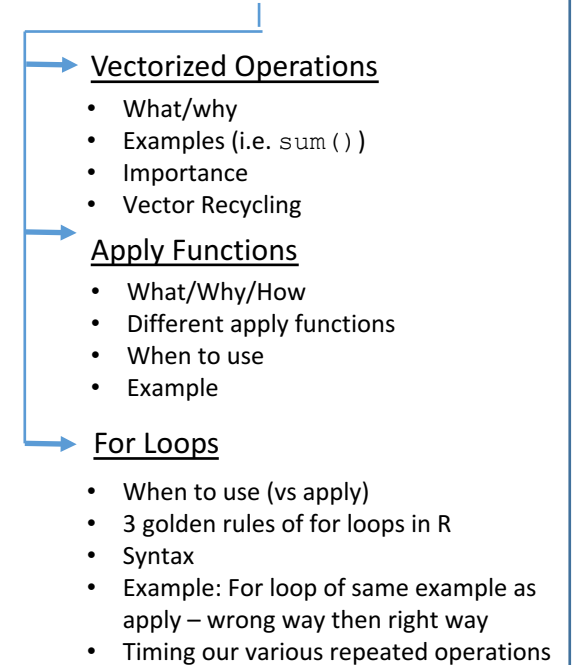 Vectorized Operations
• What/why
• Examples (i.e. sum())
• Importance
• Vector Recycling
Apply Functions
• What/Why/How
• Different apply functions
• When to use
• Example
For Loops
• When to use (vs apply)
• 3 golden rules of for loops in R
• Syntax
• Example: For loop of same example as
apply – wrong way then right way
• Timing our various repeated operations